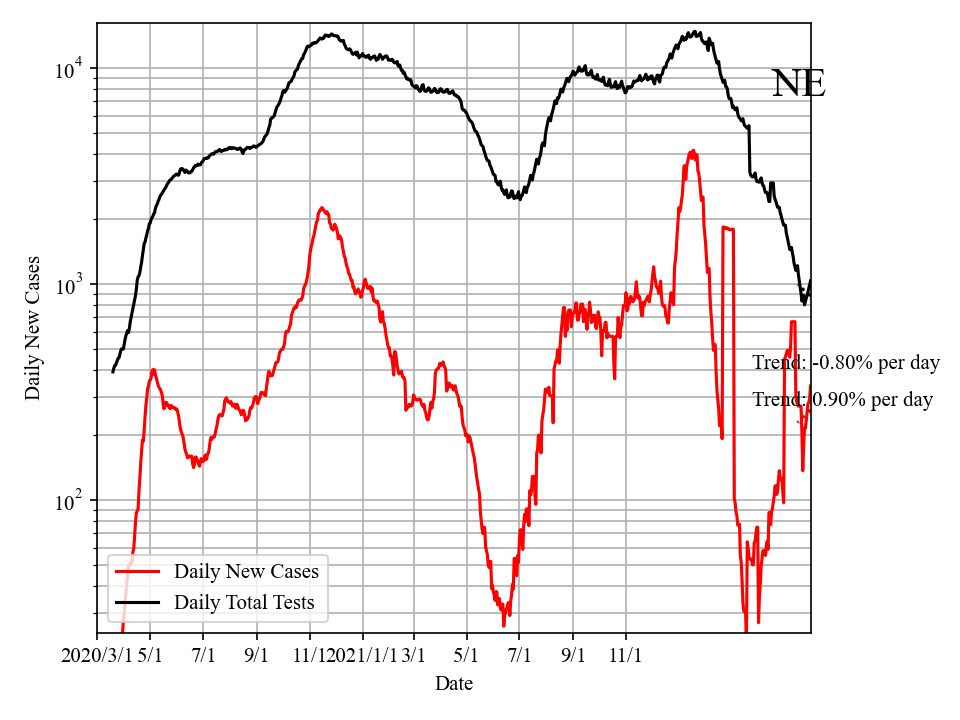 NE
Daily New Cases
10^4
10^3
10^2
Trend: -0.80% per day
Trend: 0.90% per day
Daily New Cases
Daily Total Tests
2020/3/1 5/1 7/1 9/1 11/1 2021/1/1 3/1 5/1 7/1 9/1 11/1
Date